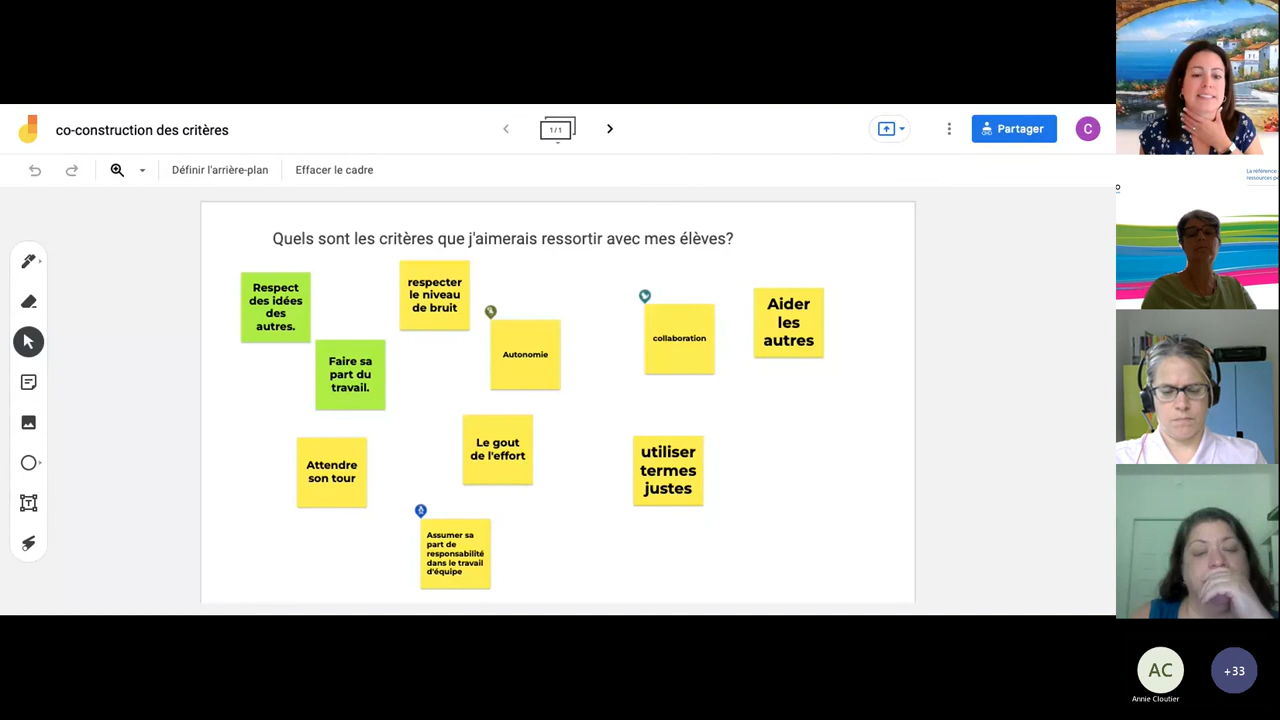 co-construction des critères
1/1
Partager
C
Définir l'arrière-plan
Effacer le cadre
Quels sont les critères que j'aimerais ressortir avec mes élèves?
Respect
des idées
des
autres.
respecter
le niveau
de bruit
Faire sa
part du
travail.
Autonomie
collaboration
Aider
les
autres
Attendre
son tour
Le gout
de l'effort
utiliser
termes
justes
Assumer sa
part de
responsabilité
dans le travail
d'équipe
La référence
ressources
AC
Annie Cloutier
+33